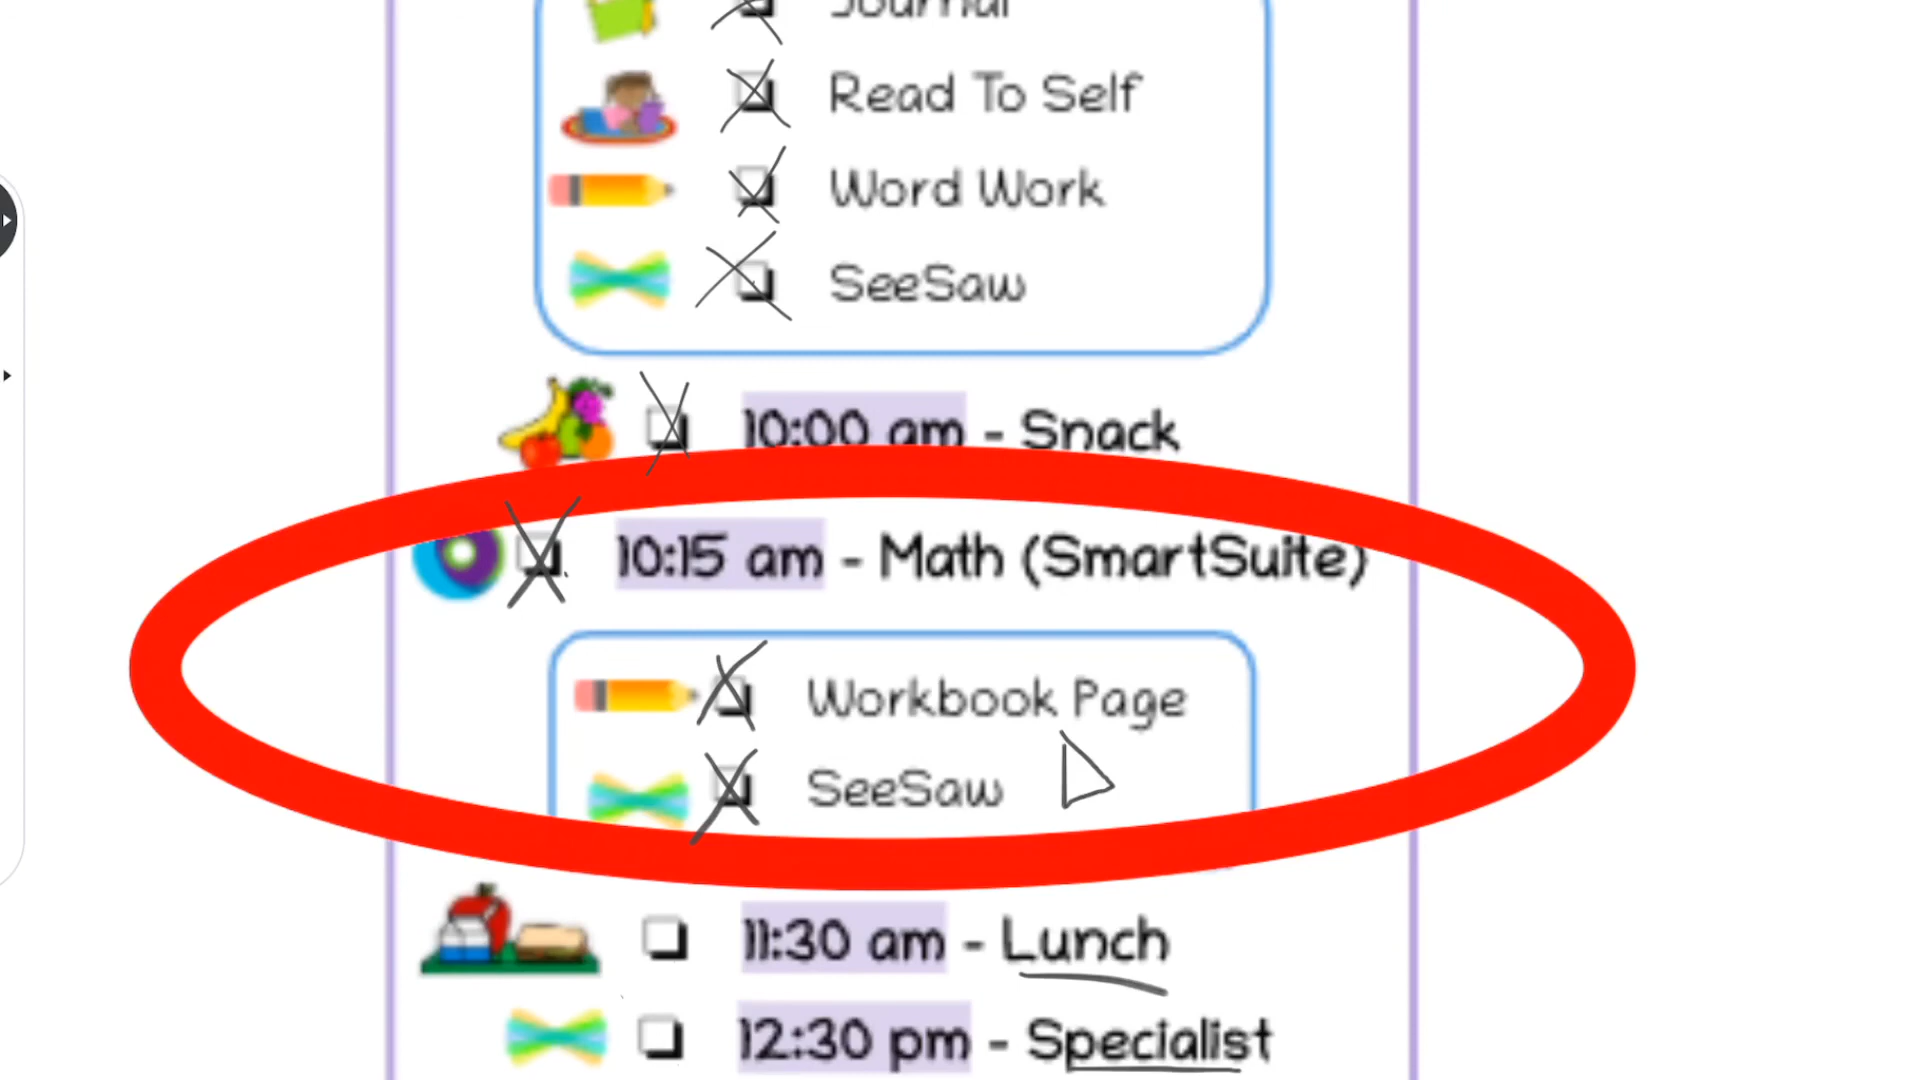 Journal
Read To Self
Word Work
SeeSaw
10:00 am - Snack
10:15 am - Math (SmartSuite)
Workbook Page
SeeSaw
11:30 am - Lunch
12:30 pm - Specialist